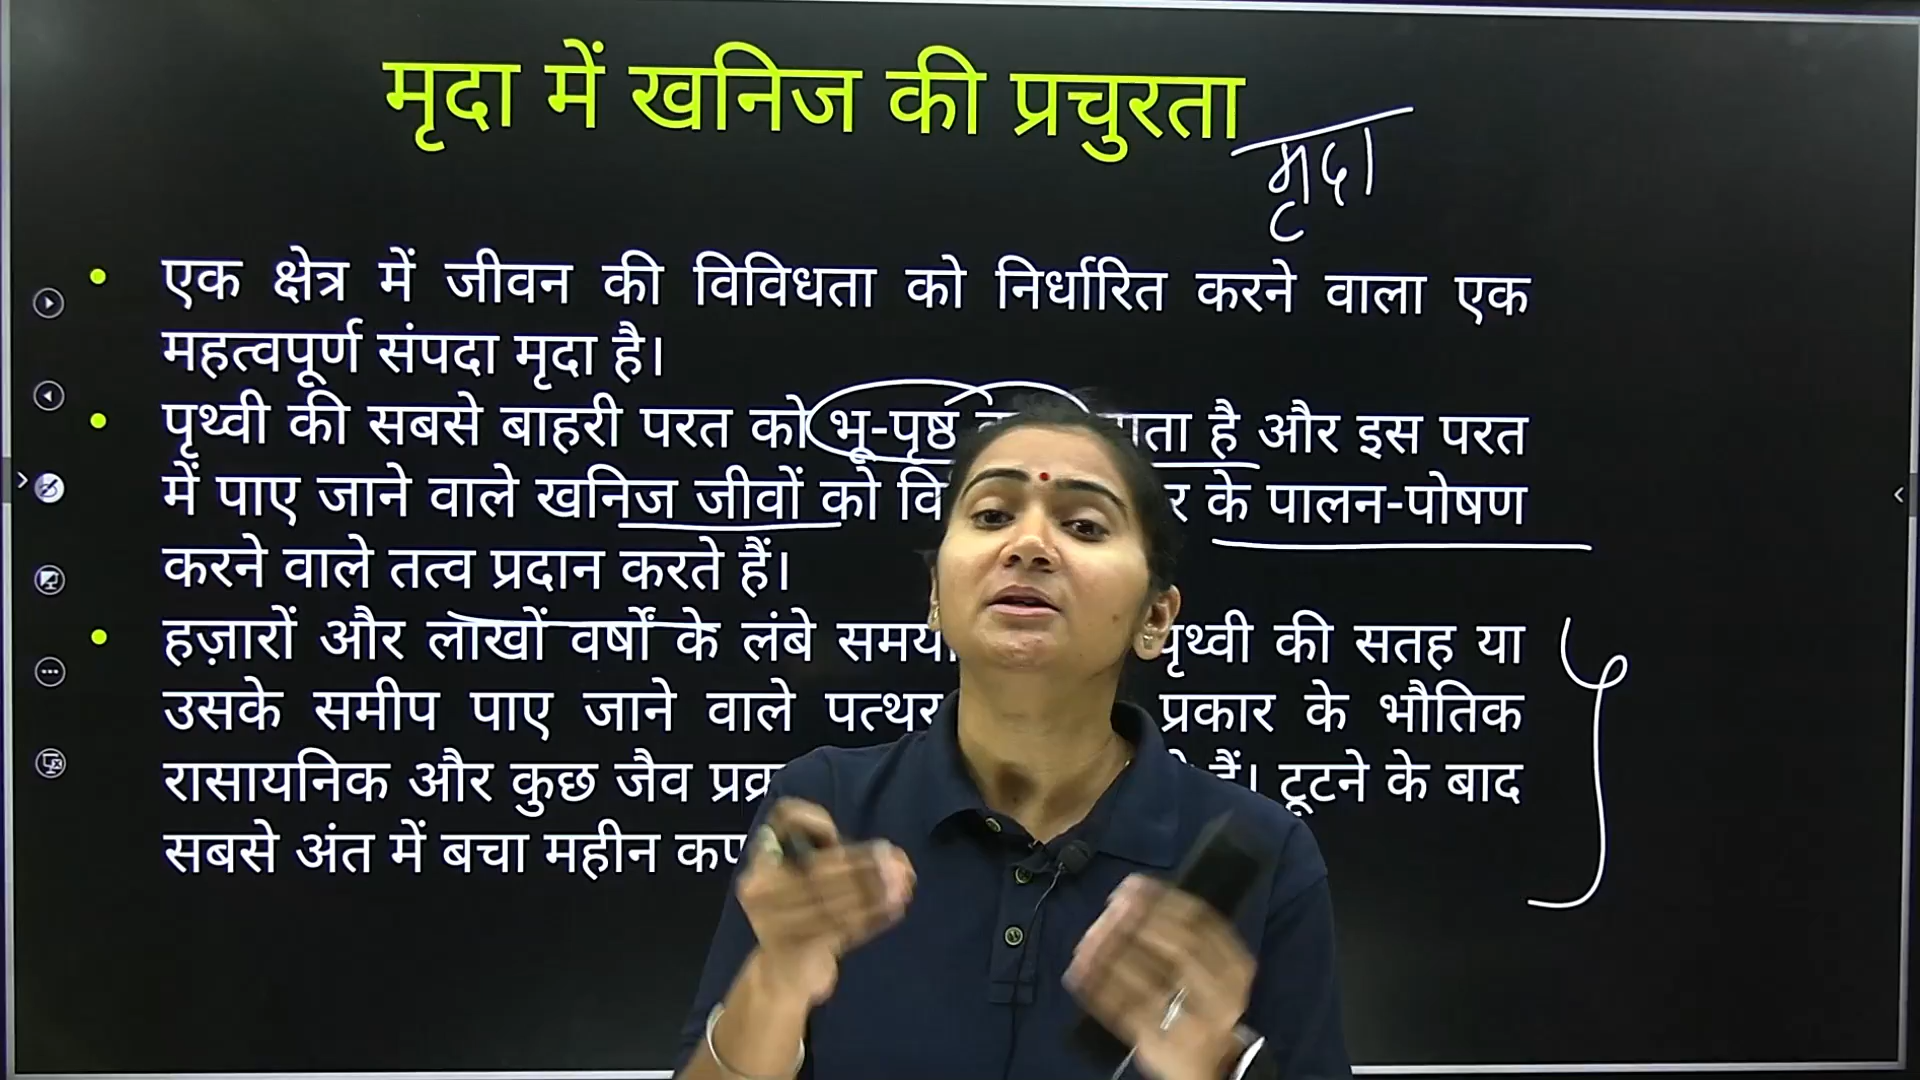 मृदा में खनिज की प्रचुरता
मृदा
एक क्षेत्र में जीवन की विविधता को निर्धारित करने वाला एक
महत्वपूर्ण संपदा मृदा है।
पृथ्वी की सबसे बाहरी परत को भू-पृष्ठ है और इस परत
में पाए जाने वाले खनिज जीवों को के पालन-पोषण
करने वाले तत्व प्रदान करते हैं।
हज़ारों और लाखों वर्षों के लंबे समय पृथ्वी की सतह या
उसके समीप पाए जाने वाले पत्थर प्रकार के भौतिक
रासायनिक और कुछ जैव हैं। टूटने के बाद
सबसे अंत में बचा महीन